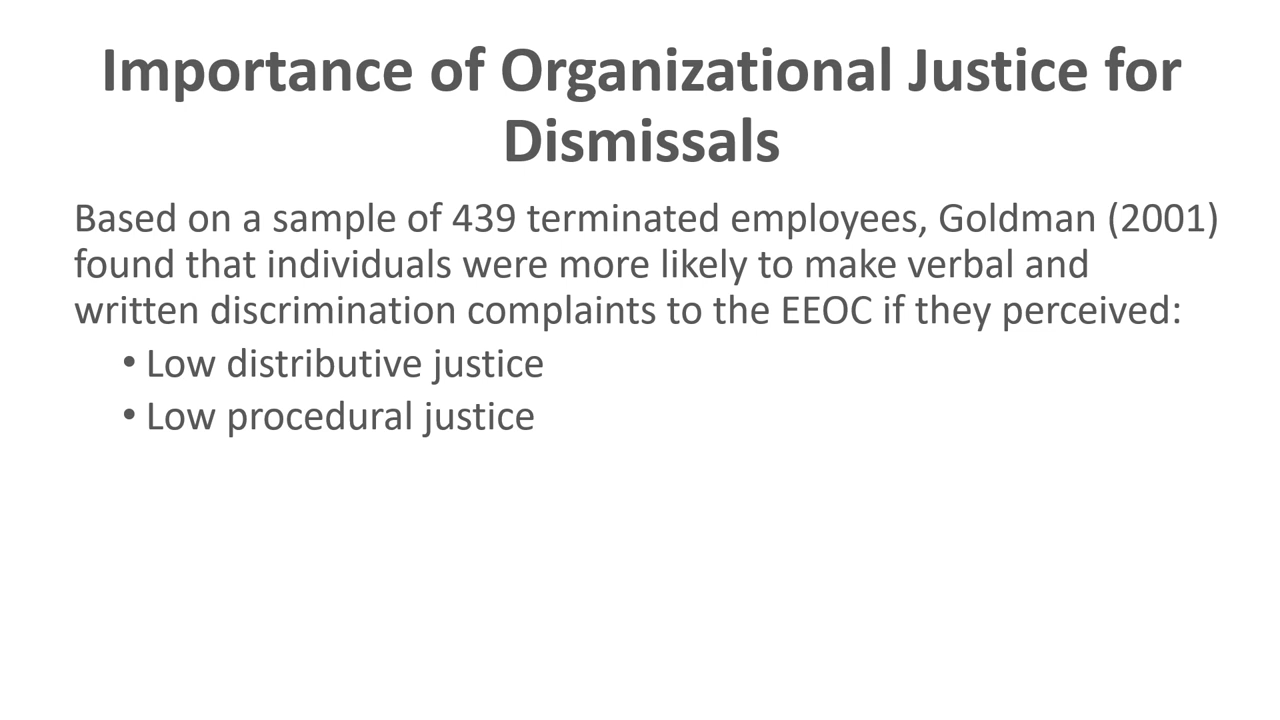 Importance of Organizational Justice for
Dismissals
Based on a sample of 439 terminated employees, Goldman (2001)
found that individuals were more likely to make verbal and
written discrimination complaints to the EEOC if they perceived:
• Low distributive justice
• Low procedural justice